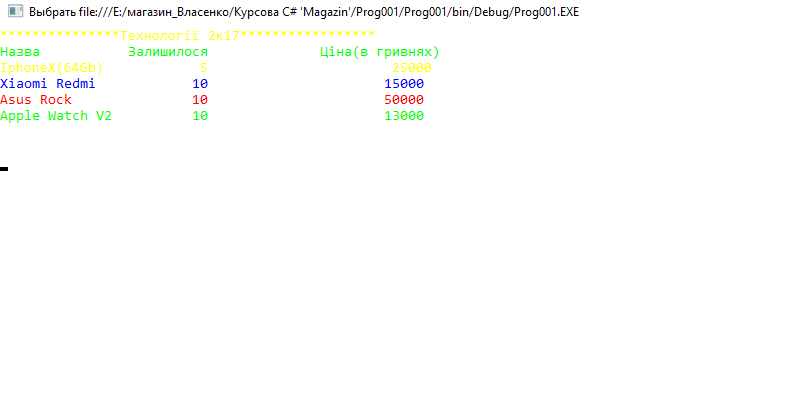 Выбрать file:///E:/магазин_Власенко/Курсова C# 'Magazin'/Prog001/Prog001/bin/Debug/Prog001.EXE
***************Технології 2k17*****************
Назва Залишилося Ціна(в гривнях)
IphoneX(64Gb) 5 25000
Xiaomi Redmi 10 15000
Asus Rock 10 50000
Apple Watch V2 10 13000